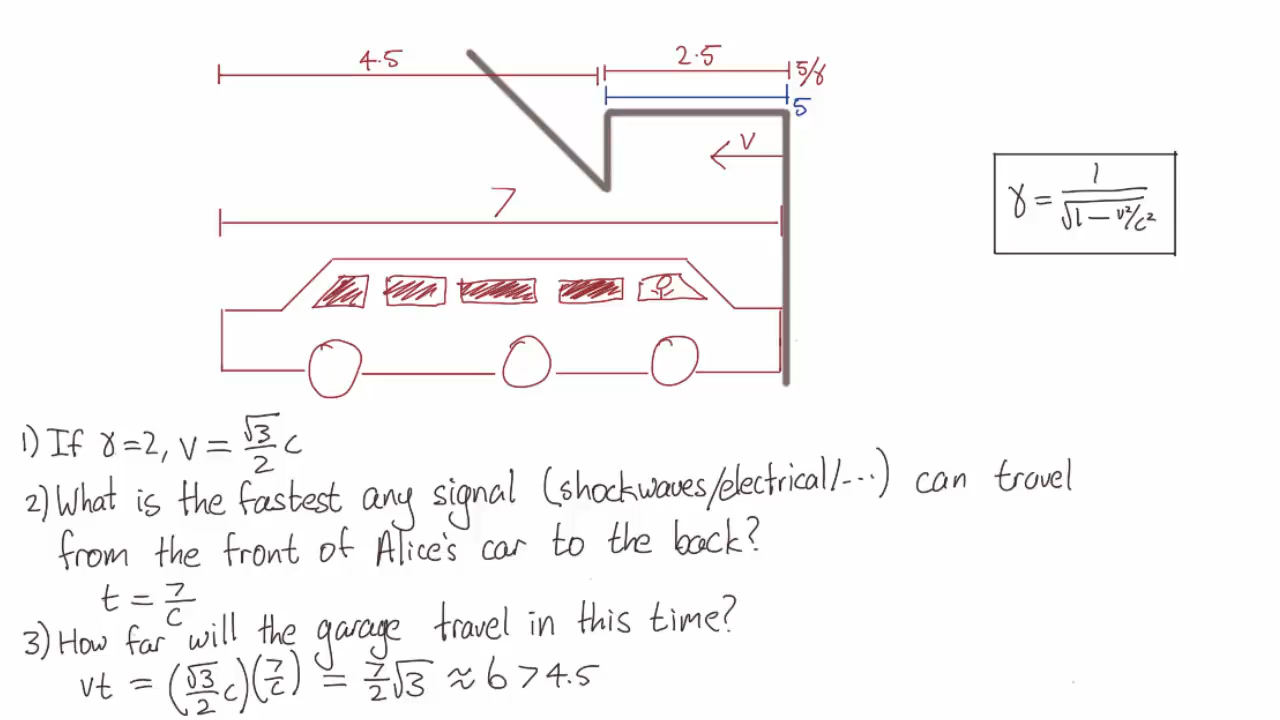 4.5
2.5
5/γ
5
v
7
γ = 1/√(1 − v²/c²)
1) If γ=2, v = √3/2 c
2) What is the fastest any signal (shockwaves/electrical/...) can travel
from the front of Alice's car to the back?
t = 7/c
3) How far will the garage travel in this time?
vt = (√3/2 c)(7/c) = 7/2 √3 ≈ 6 > 4.5